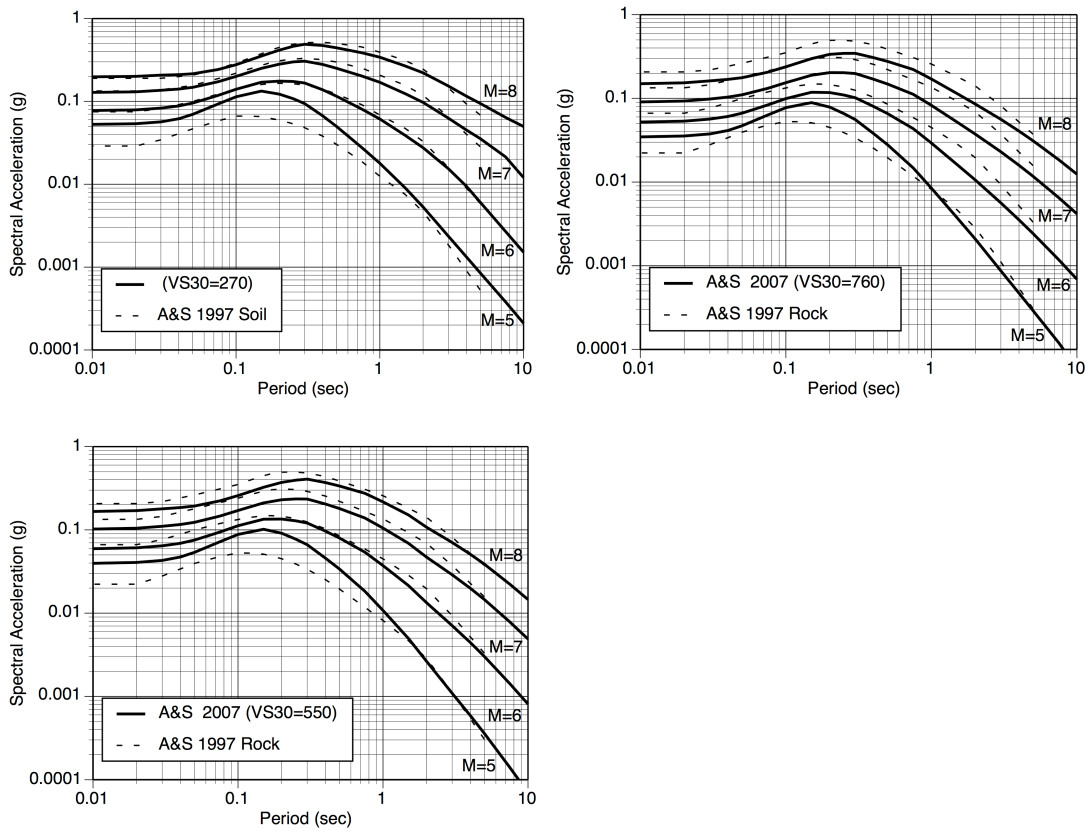 1
0.1
0.01
0.001
0.0001
0.01
0.1
1
10
Spectral Acceleration (g)
Period (sec)
M=8
M=7
M=6
M=5
(VS30=270)
A&S 1997 Soil
1
0.1
0.01
0.001
0.0001
0.01
0.1
1
10
Spectral Acceleration (g)
Period (sec)
M=8
M=7
M=6
M=5
A&S 2007 (VS30=760)
A&S 1997 Rock
1
0.1
0.01
0.001
0.0001
0.01
0.1
1
10
Spectral Acceleration (g)
Period (sec)
M=8
M=7
M=6
M=5
A&S 2007 (VS30=550)
A&S 1997 Rock